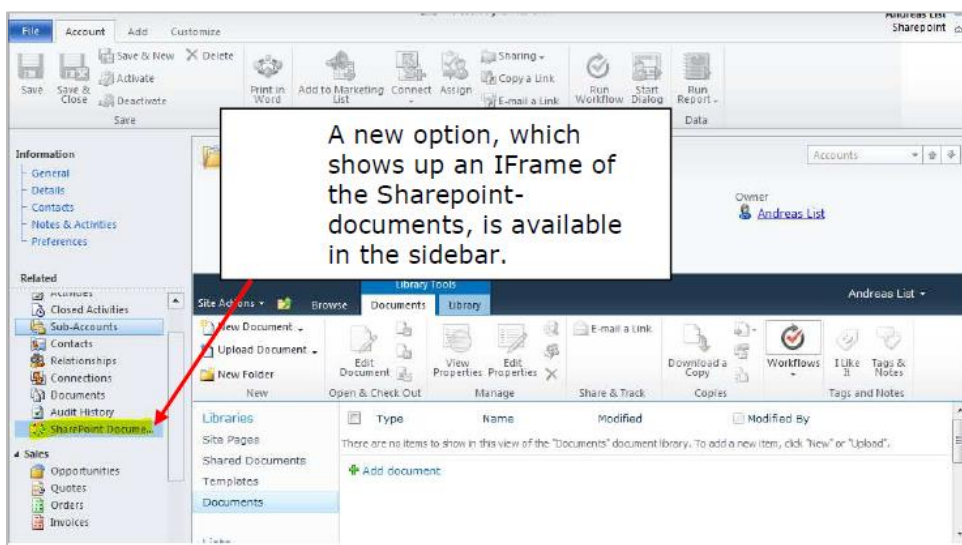 Andreas List
Sharepoint
File Account Add Customize
Save
Save & Close
Save & New
Activate
Deactivate
Delete
Print in Word
Add to Marketing List
Connect
Assign
Sharing
Copy a Link
E-mail a Link
Run Workflow
Start Dialog
Run Report
Save
Data
A new option, which
shows up an IFrame of
the Sharepoint-
documents, is available
in the sidebar.
Information
General
Details
Contacts
Notes & Activities
Preferences
Accounts
Owner
Andreas List
Related
Activities
Closed Activities
Sub-Accounts
Contacts
Relationships
Connections
Documents
Audit History
SharePoint Docume...
Sales
Opportunities
Quotes
Orders
Invoices
Library Tools
Site Actions Browse Documents Library
Andreas List
New Document
Upload Document
New Folder
Edit Document
View Properties
Edit Properties
E-mail a Link
Download a Copy
Workflows
I Like It
Tags & Notes
New Open & Check Out Manage Share & Track Copies Tags and Notes
Libraries
Site Pages
Shared Documents
Templates
Documents
Type Name Modified Modified By
There are no items to show in this view of the "Documents" document library. To add a new item, click "New" or "Upload".
Add document